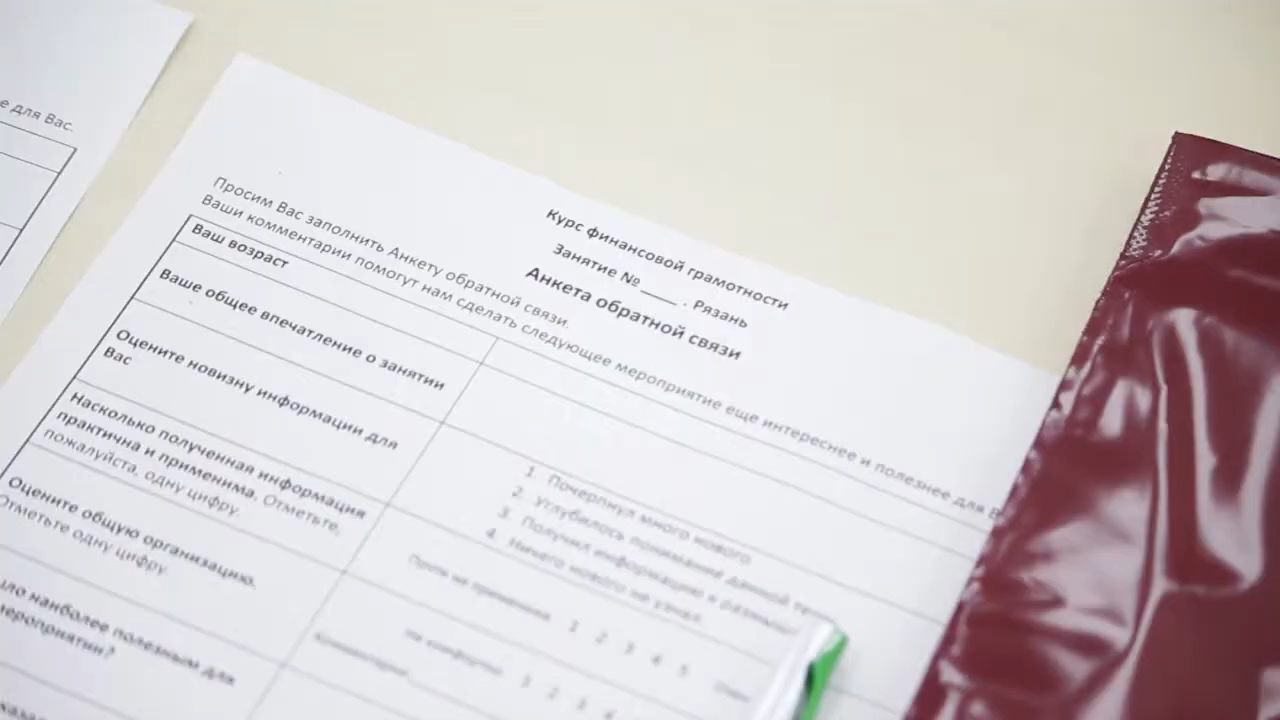 е для Вас.
Курс финансовой грамотности
Занятие №____ . Рязань
Анкета обратной связи
Просим Вас заполнить Анкету обратной связи.
Ваши комментарии помогут нам сделать следующее мероприятие еще интереснее и полезнее для В
Ваш возраст
Ваше общее впечатление о занятии
Оцените новизну информации для
Вас
1. Почерпнул много нового
2. Углубилось понимание данной те
3. Получил информацию к размыш
4. Ничего нового не узнал
Насколько полученная информация
практична и применима. Отметьте,
пожалуйста, одну цифру.
1 2 3 4 5
Оцените общую организацию.
Отметьте одну цифру.
1 2 3
ло наиболее полезным для
мероприятии?
Комментарии